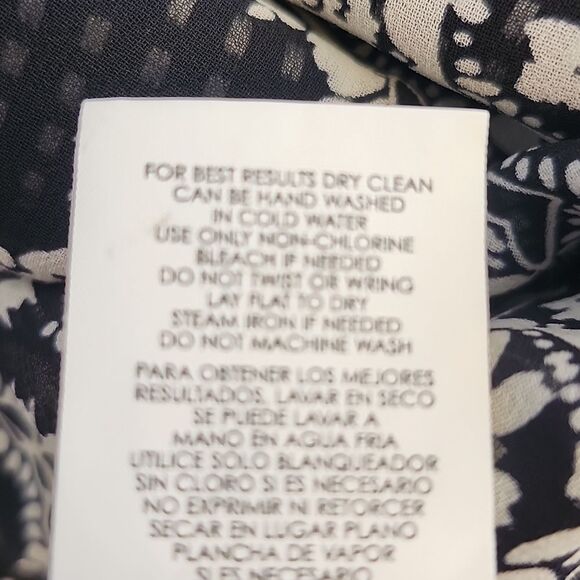 FOR BEST RESULTS DRY CLEAN
CAN BE HAND WASHED
IN COLD WATER
USE ONLY NON-CHLORINE
BLEACH IF NEEDED
DO NOT TWIST OR WRING
LAY FLAT TO DRY
STEAM IRON IF NEEDED
DO NOT MACHINE WASH
PARA OBTENER LOS MEJORES
RESULTADOS, LAVAR EN SECO
SE PUEDE LAVAR A
MANO EN AGUA FRIA
UTILICE SOLO BLANQUEADOR
SIN CLORO SI ES NECESARIO
NO EXPRIMIR NI RETORCER
SECAR EN LUGAR PLANO
PLANCHA DE VAPOR
SI ES NECESARIO